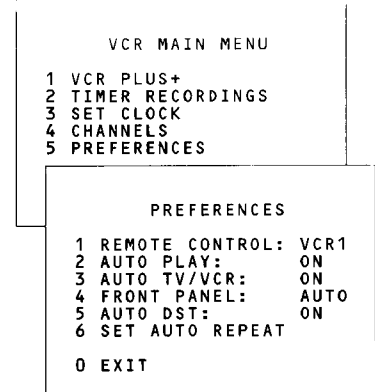 VCR MAIN MENU
1 VCR PLUS+
2 TIMER RECORDINGS
3 SET CLOCK
4 CHANNELS
5 PREFERENCES
PREFERENCES
1 REMOTE CONTROL: VCR1
2 AUTO PLAY: ON
3 AUTO TV/VCR: ON
4 FRONT PANEL: AUTO
5 AUTO DST: ON
6 SET AUTO REPEAT
0 EXIT